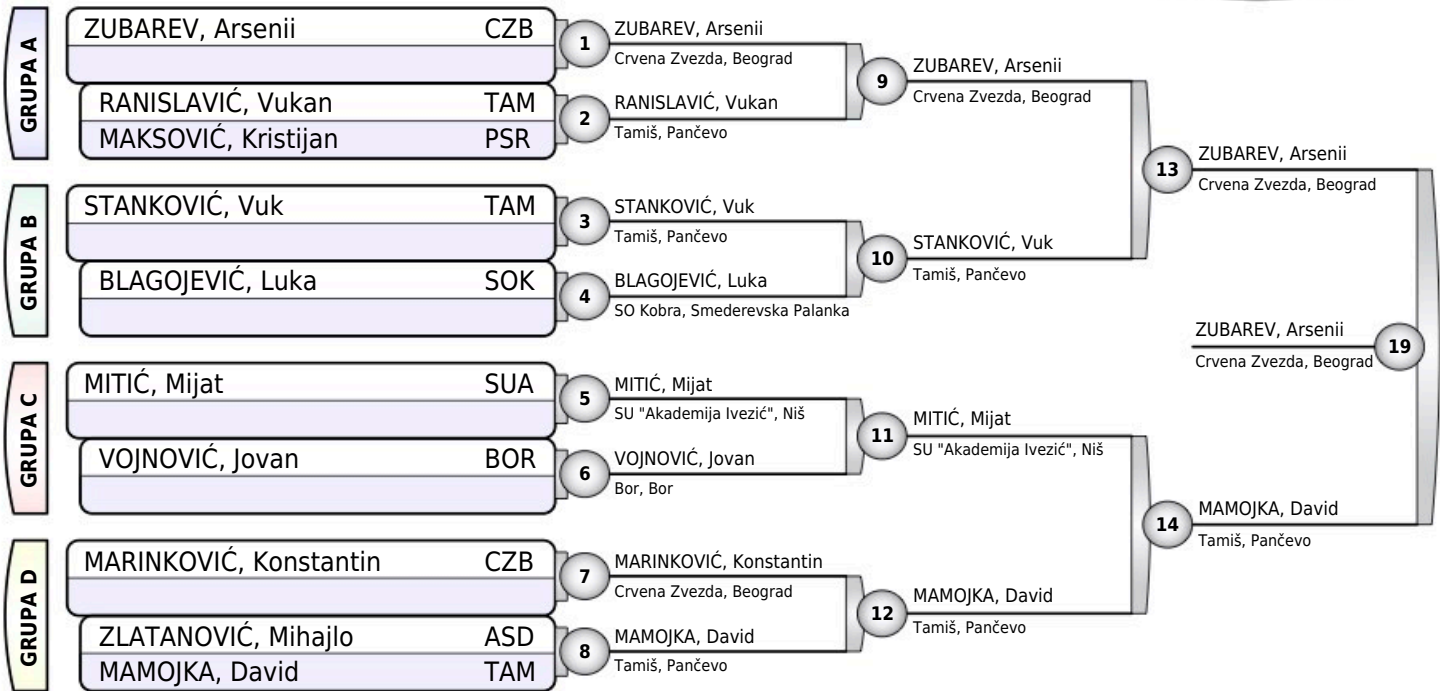 GRUPA A
ZUBAREV, Arsenii CZB
RANISLAVIĆ, Vukan TAM
MAKSOVIĆ, Kristijan PSR
GRUPA B
STANKOVIĆ, Vuk TAM
BLAGOJEVIĆ, Luka SOK
GRUPA C
MITIĆ, Mijat SUA
VOJNOVIĆ, Jovan BOR
GRUPA D
MARINKOVIĆ, Konstantin CZB
ZLATANOVIĆ, Mihajlo ASD
MAMOJKA, David TAM
1
ZUBAREV, Arsenii
Crvena Zvezda, Beograd
2
RANISLAVIĆ, Vukan
Tamiš, Pančevo
3
STANKOVIĆ, Vuk
Tamiš, Pančevo
4
BLAGOJEVIĆ, Luka
SO Kobra, Smederevska Palanka
5
MITIĆ, Mijat
SU "Akademija Ivezić", Niš
6
VOJNOVIĆ, Jovan
Bor, Bor
7
MARINKOVIĆ, Konstantin
Crvena Zvezda, Beograd
8
MAMOJKA, David
Tamiš, Pančevo
9
ZUBAREV, Arsenii
Crvena Zvezda, Beograd
10
STANKOVIĆ, Vuk
Tamiš, Pančevo
11
MITIĆ, Mijat
SU "Akademija Ivezić", Niš
12
MAMOJKA, David
Tamiš, Pančevo
13
ZUBAREV, Arsenii
Crvena Zvezda, Beograd
14
MAMOJKA, David
Tamiš, Pančevo
ZUBAREV, Arsenii
Crvena Zvezda, Beograd
19